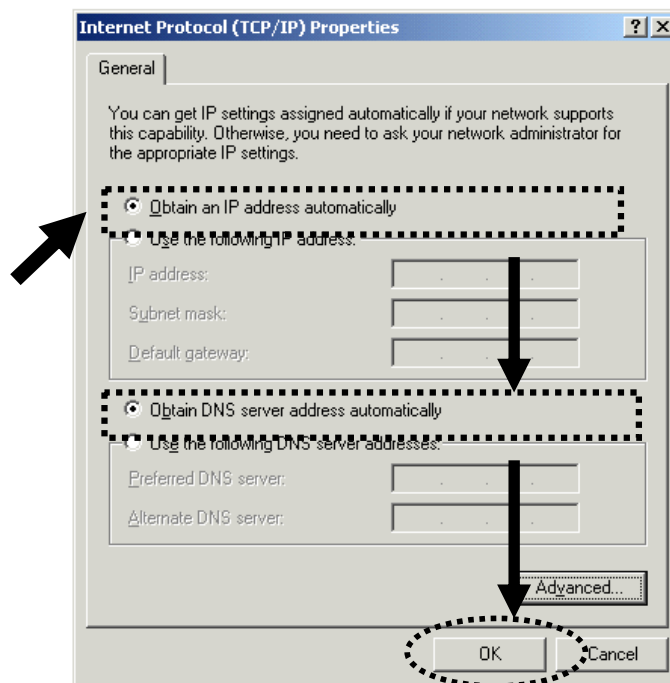 Internet Protocol (TCP/IP) Properties
General
You can get IP settings assigned automatically if your network supports
this capability. Otherwise, you need to ask your network administrator for
the appropriate IP settings.
Obtain an IP address automatically
Use the following IP address:
IP address:
Subnet mask:
Default gateway:
Obtain DNS server address automatically
Use the following DNS server addresses:
Preferred DNS server:
Alternate DNS server:
Advanced...
OK Cancel